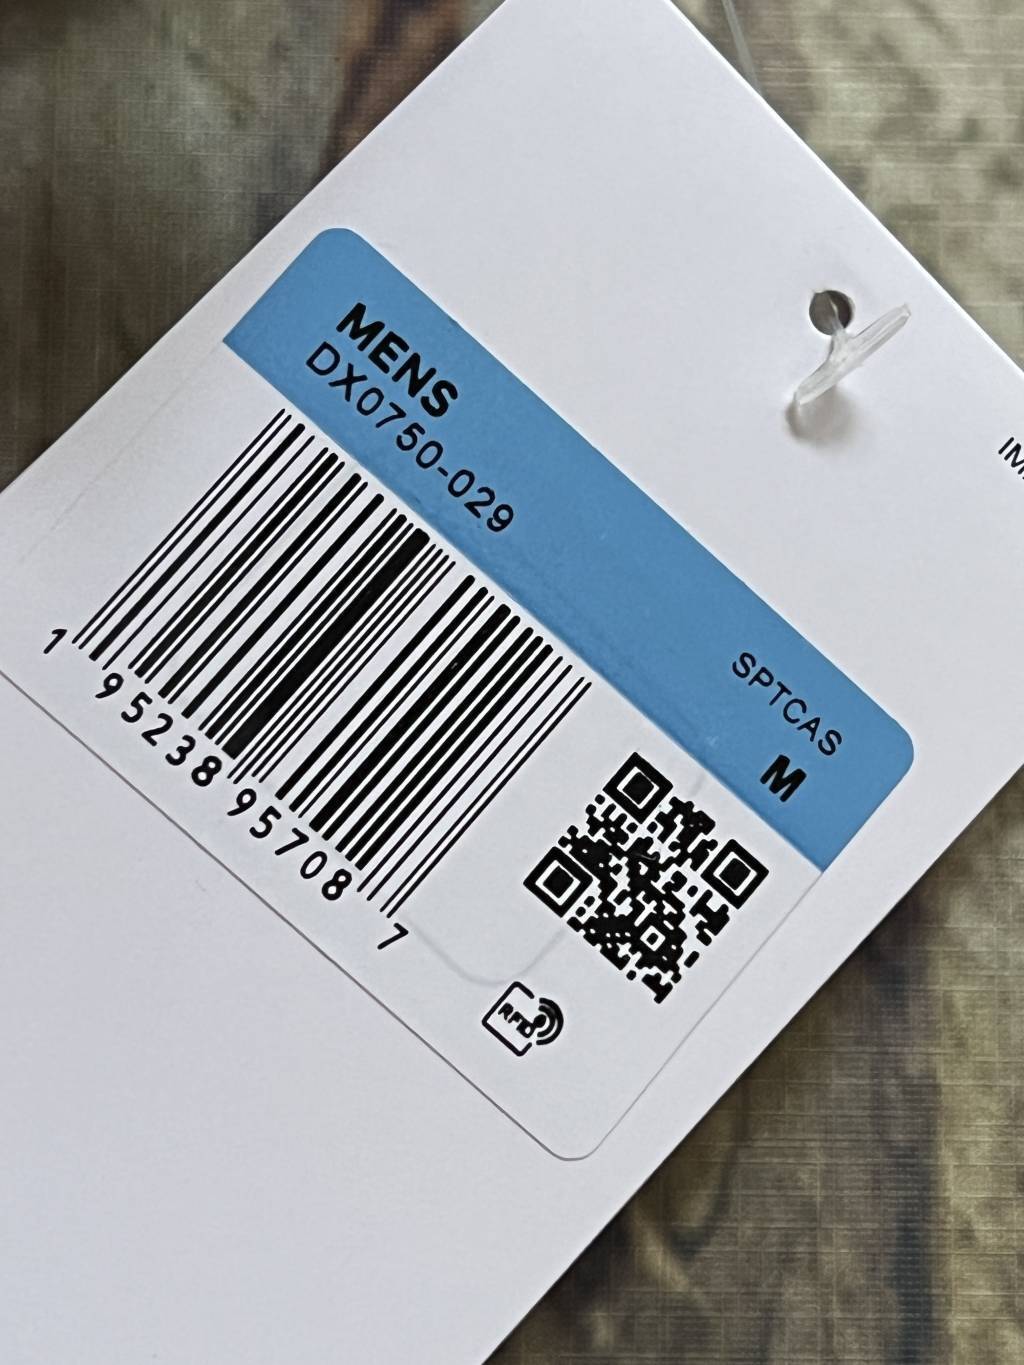 MENS
DX0750-029
SPTCAS
M
1 95238 95708 7
RFID